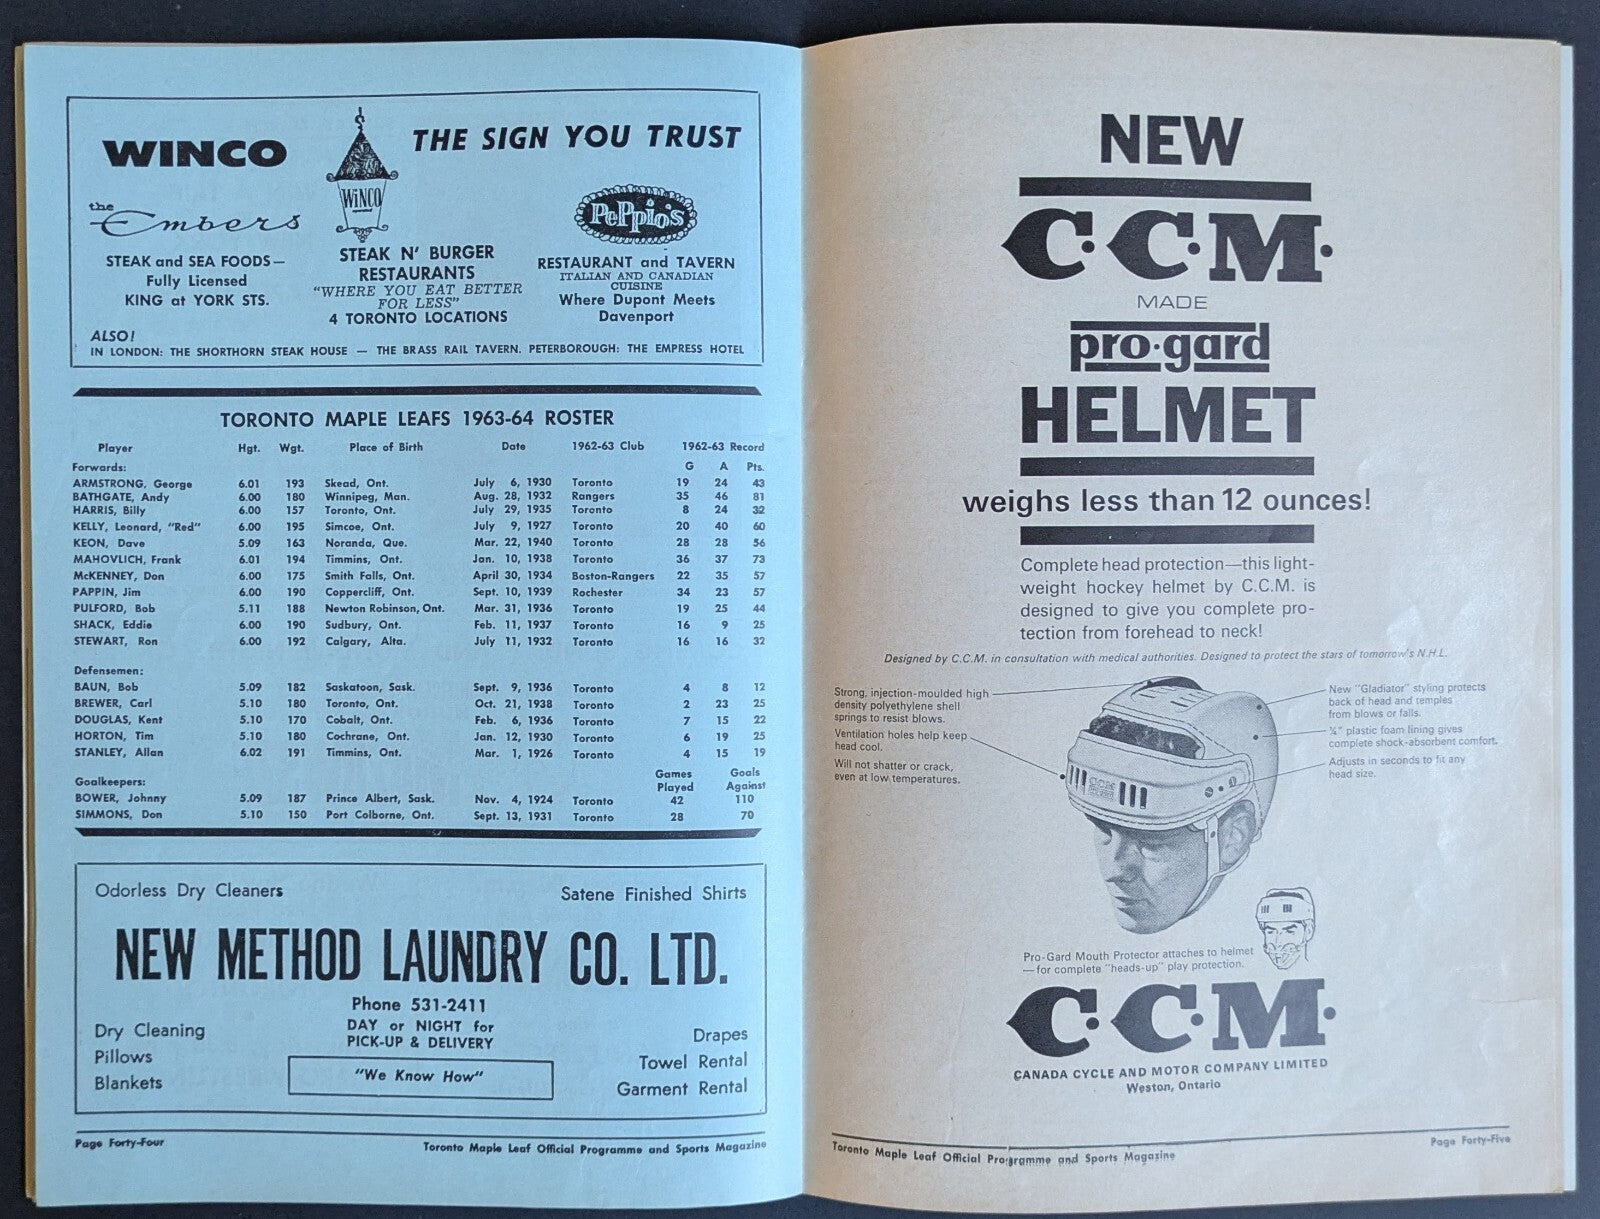 WINCO
THE SIGN YOU TRUST
WiNCO
the Embers
STEAK and SEA FOODS—
Fully Licensed
KING at YORK STS.
STEAK N' BURGER
RESTAURANTS
"WHERE YOU EAT BETTER
FOR LESS"
4 TORONTO LOCATIONS
PePpio's
RESTAURANT and TAVERN
ITALIAN AND CANADIAN
CUISINE
Where Dupont Meets
Davenport
ALSO!
IN LONDON: THE SHORTHORN STEAK HOUSE — THE BRASS RAIL TAVERN. PETERBOROUGH: THE EMPRESS HOTEL
TORONTO MAPLE LEAFS 1963-64 ROSTER
Player Hgt. Wgt. Place of Birth Date 1962-63 Club 1962-63 Record
Forwards: G A Pts.
ARMSTRONG, George 6.01 193 Skead, Ont. July 6, 1930 Toronto 19 24 43
BATHGATE, Andy 6.00 180 Winnipeg, Man. Aug. 28, 1932 Rangers 35 46 81
HARRIS, Billy 6.00 157 Toronto, Ont. July 29, 1935 Toronto 8 24 32
KELLY, Leonard, "Red" 6.00 195 Simcoe, Ont. July 9, 1927 Toronto 20 40 60
KEON, Dave 5.09 163 Noranda, Que. Mar. 22, 1940 Toronto 28 28 56
MAHOVLICH, Frank 6.01 194 Timmins, Ont. Jan. 10, 1938 Toronto 36 37 73
McKENNEY, Don 6.00 175 Smith Falls, Ont. April 30, 1934 Boston-Rangers 22 35 57
PAPPIN, Jim 6.00 190 Coppercliff, Ont. Sept. 10, 1939 Rochester 34 23 57
PULFORD, Bob 5.11 188 Newton Robinson, Ont. Mar. 31, 1936 Toronto 19 25 44
SHACK, Eddie 6.00 190 Sudbury, Ont. Feb. 11, 1937 Toronto 16 9 25
STEWART, Ron 6.00 192 Calgary, Alta. July 11, 1932 Toronto 16 16 32
Defensemen:
BAUN, Bob 5.09 182 Saskatoon, Sask. Sept. 9, 1936 Toronto 4 8 12
BREWER, Carl 5.10 180 Toronto, Ont. Oct. 21, 1938 Toronto 2 23 25
DOUGLAS, Kent 5.10 170 Cobalt, Ont. Feb. 6, 1936 Toronto 7 15 22
HORTON, Tim 5.10 180 Cochrane, Ont. Jan. 12, 1930 Toronto 6 19 25
STANLEY, Allan 6.02 191 Timmins, Ont. Mar. 1, 1926 Toronto 4 15 19
Goalkeepers: Games Played Goals Against
BOWER, Johnny 5.09 187 Prince Albert, Sask. Nov. 4, 1924 Toronto 42 110
SIMMONS, Don 5.10 150 Port Colborne, Ont. Sept. 13, 1931 Toronto 28 70
Odorless Dry Cleaners
Satene Finished Shirts
NEW METHOD LAUNDRY CO. LTD.
Phone 531-2411
DAY or NIGHT for
PICK-UP & DELIVERY
"We Know How"
Dry Cleaning
Pillows
Blankets
Drapes
Towel Rental
Garment Rental
Page Forty-Four
Toronto Maple Leaf Official Programme and Sports Magazine
NEW
C·C·M·
MADE
pro·gard
HELMET
weighs less than 12 ounces!
Complete head protection—this light-
weight hockey helmet by C.C.M. is
designed to give you complete pro-
tection from forehead to neck!
Designed by C.C.M. in consultation with medical authorities. Designed to protect the stars of tomorrow's N.H.L.
Strong, injection-moulded high
density polyethylene shell
springs to resist blows.
Ventilation holes help keep
head cool.
Will not shatter or crack,
even at low temperatures.
New "Gladiator" styling protects
back of head and temples
from blows or falls.
¼" plastic foam lining gives
complete shock-absorbent comfort.
Adjusts in seconds to fit any
head size.
Pro-Gard Mouth Protector attaches to helmet
—for complete "heads-up" play protection.
C·C·M·
CANADA CYCLE AND MOTOR COMPANY LIMITED
Weston, Ontario
Toronto Maple Leaf Official Programme and Sports Magazine
Page Forty-Five